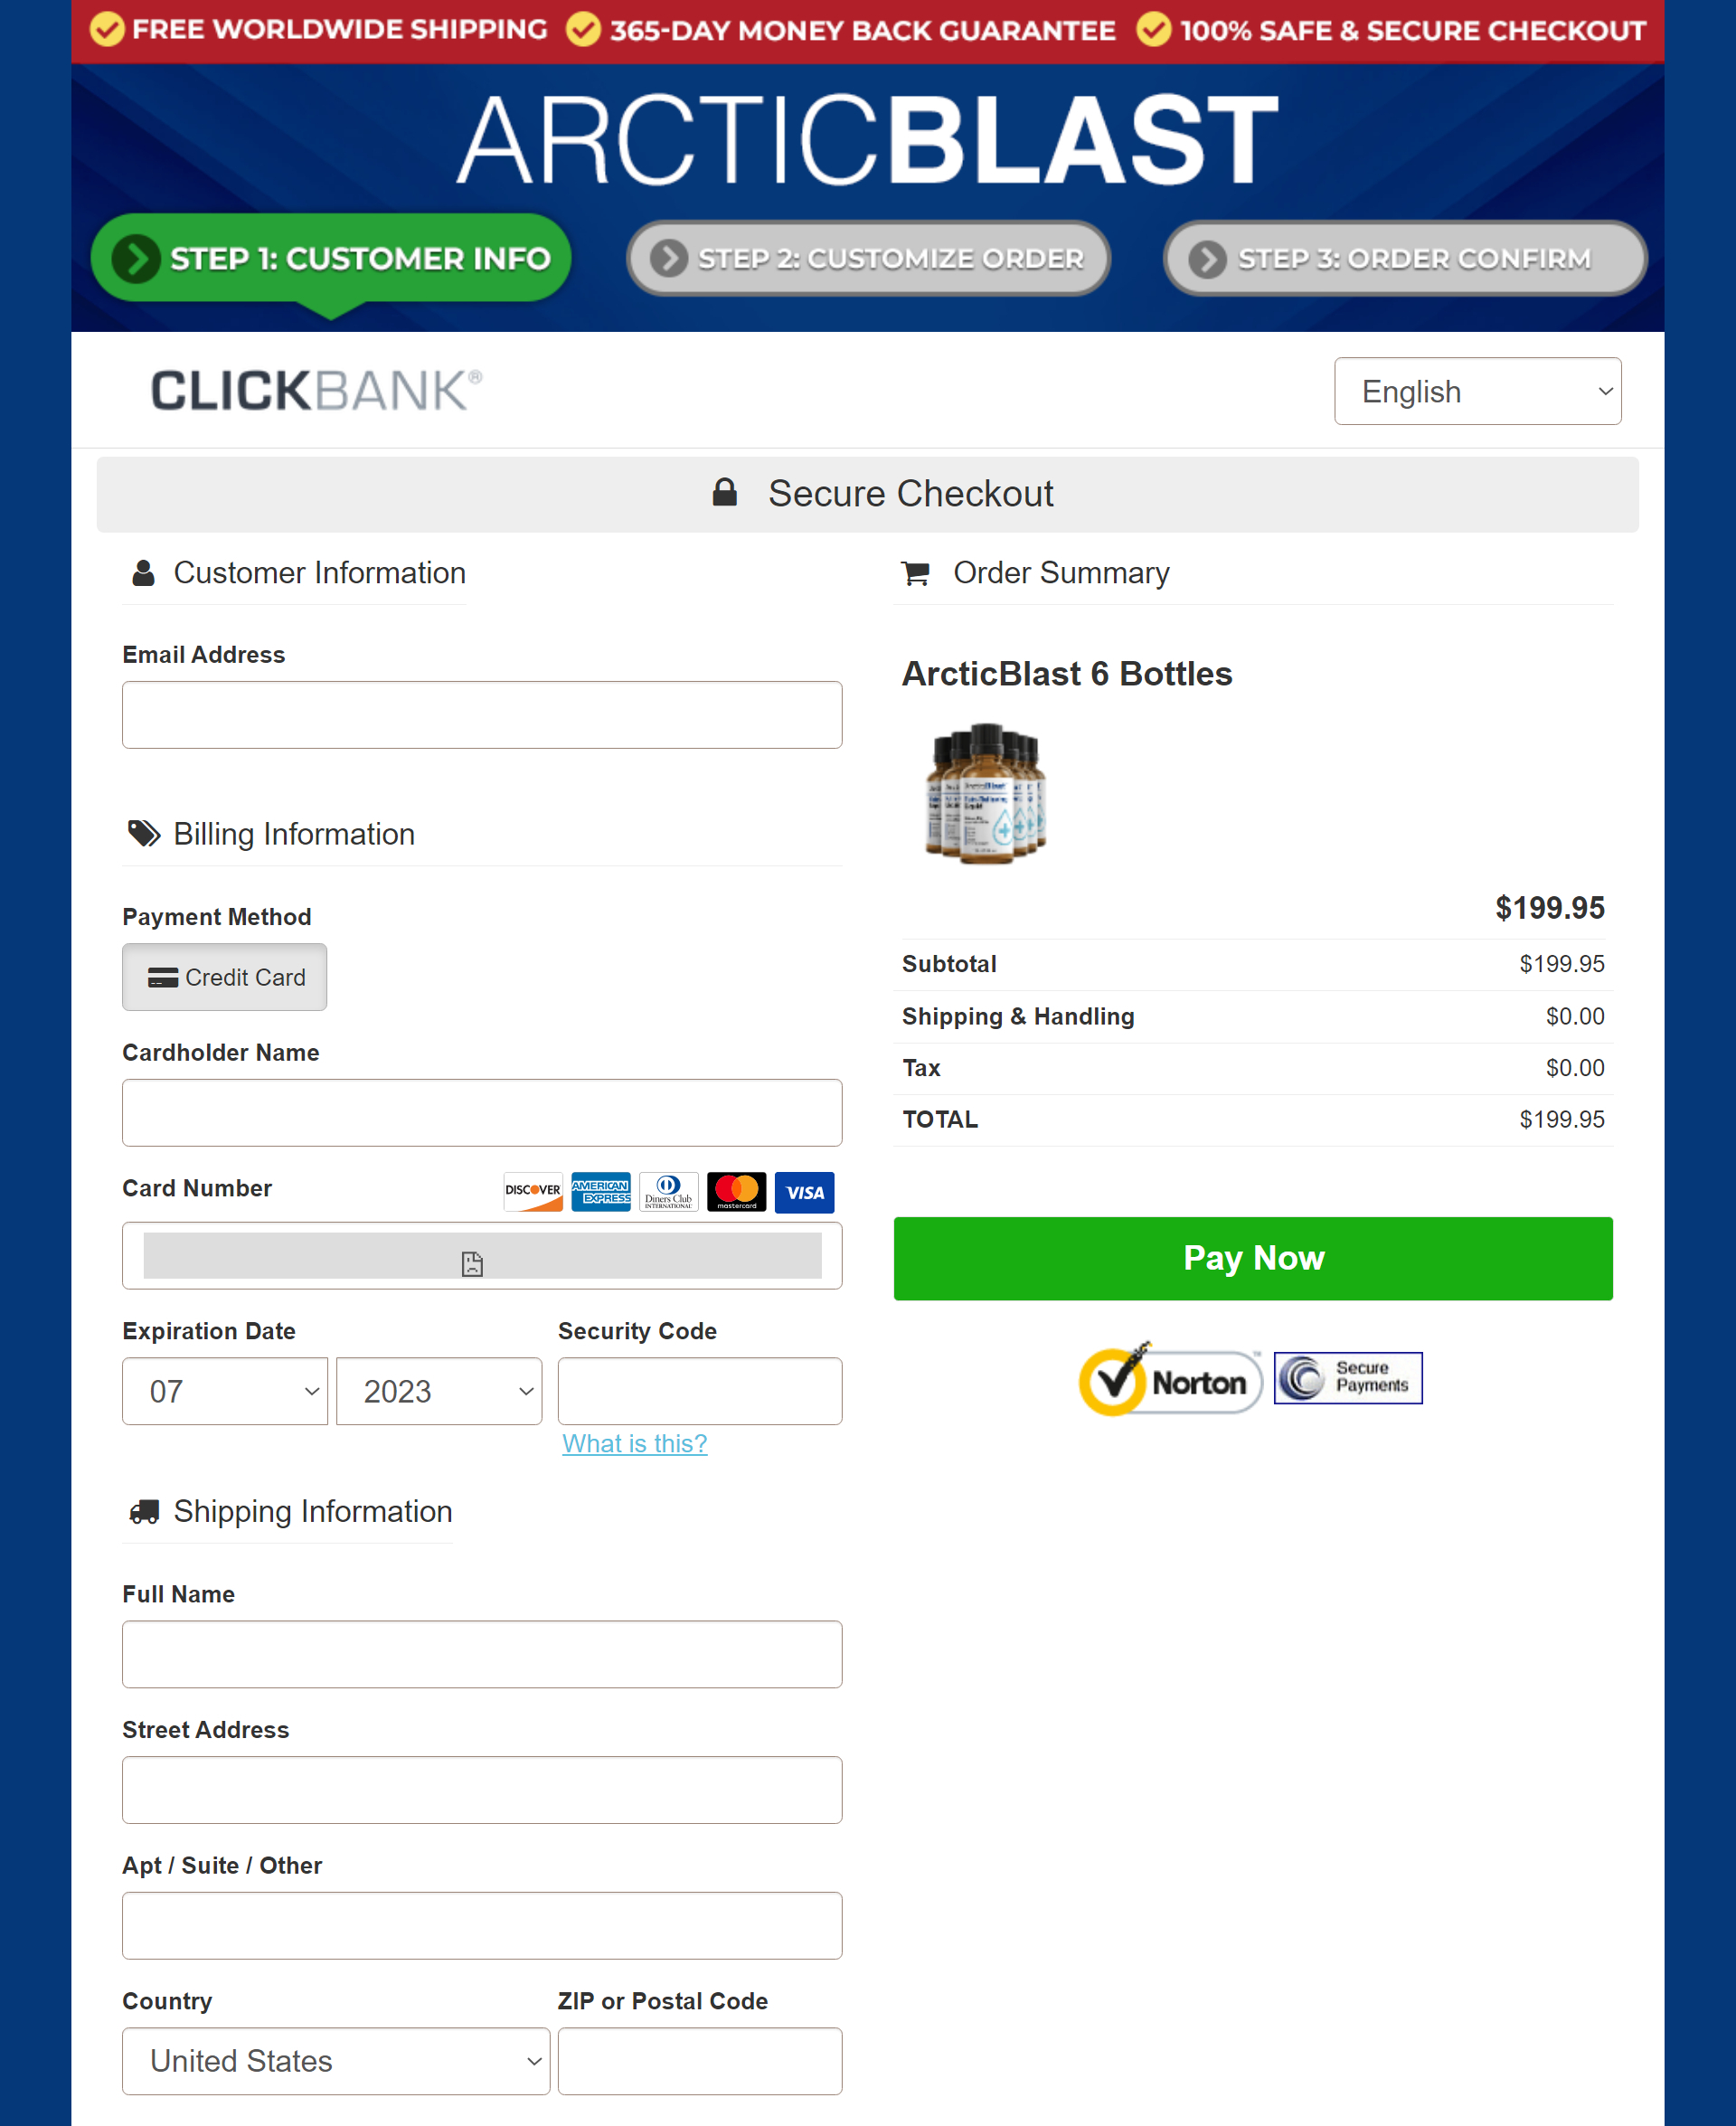 FREE WORLDWIDE SHIPPING 365-DAY MONEY BACK GUARANTEE 100% SAFE & SECURE CHECKOUT
ARCTICBLAST
STEP 1: CUSTOMER INFO STEP 2: CUSTOMIZE ORDER STEP 3: ORDER CONFIRM
CLICKBANK®
English
Secure Checkout
Customer Information
Email Address
Billing Information
Payment Method
Credit Card
Cardholder Name
Card Number
DISCOVER
AMERICAN EXPRESS
Diners Club INTERNATIONAL
mastercard
VISA
Expiration Date
07
2023
Security Code
What is this?
Shipping Information
Full Name
Street Address
Apt / Suite / Other
Country
United States
ZIP or Postal Code
Order Summary
ArcticBlast 6 Bottles
ArcticBlast
$199.95
Subtotal $199.95
Shipping & Handling $0.00
Tax $0.00
TOTAL $199.95
Pay Now
Norton
Secure
Payments